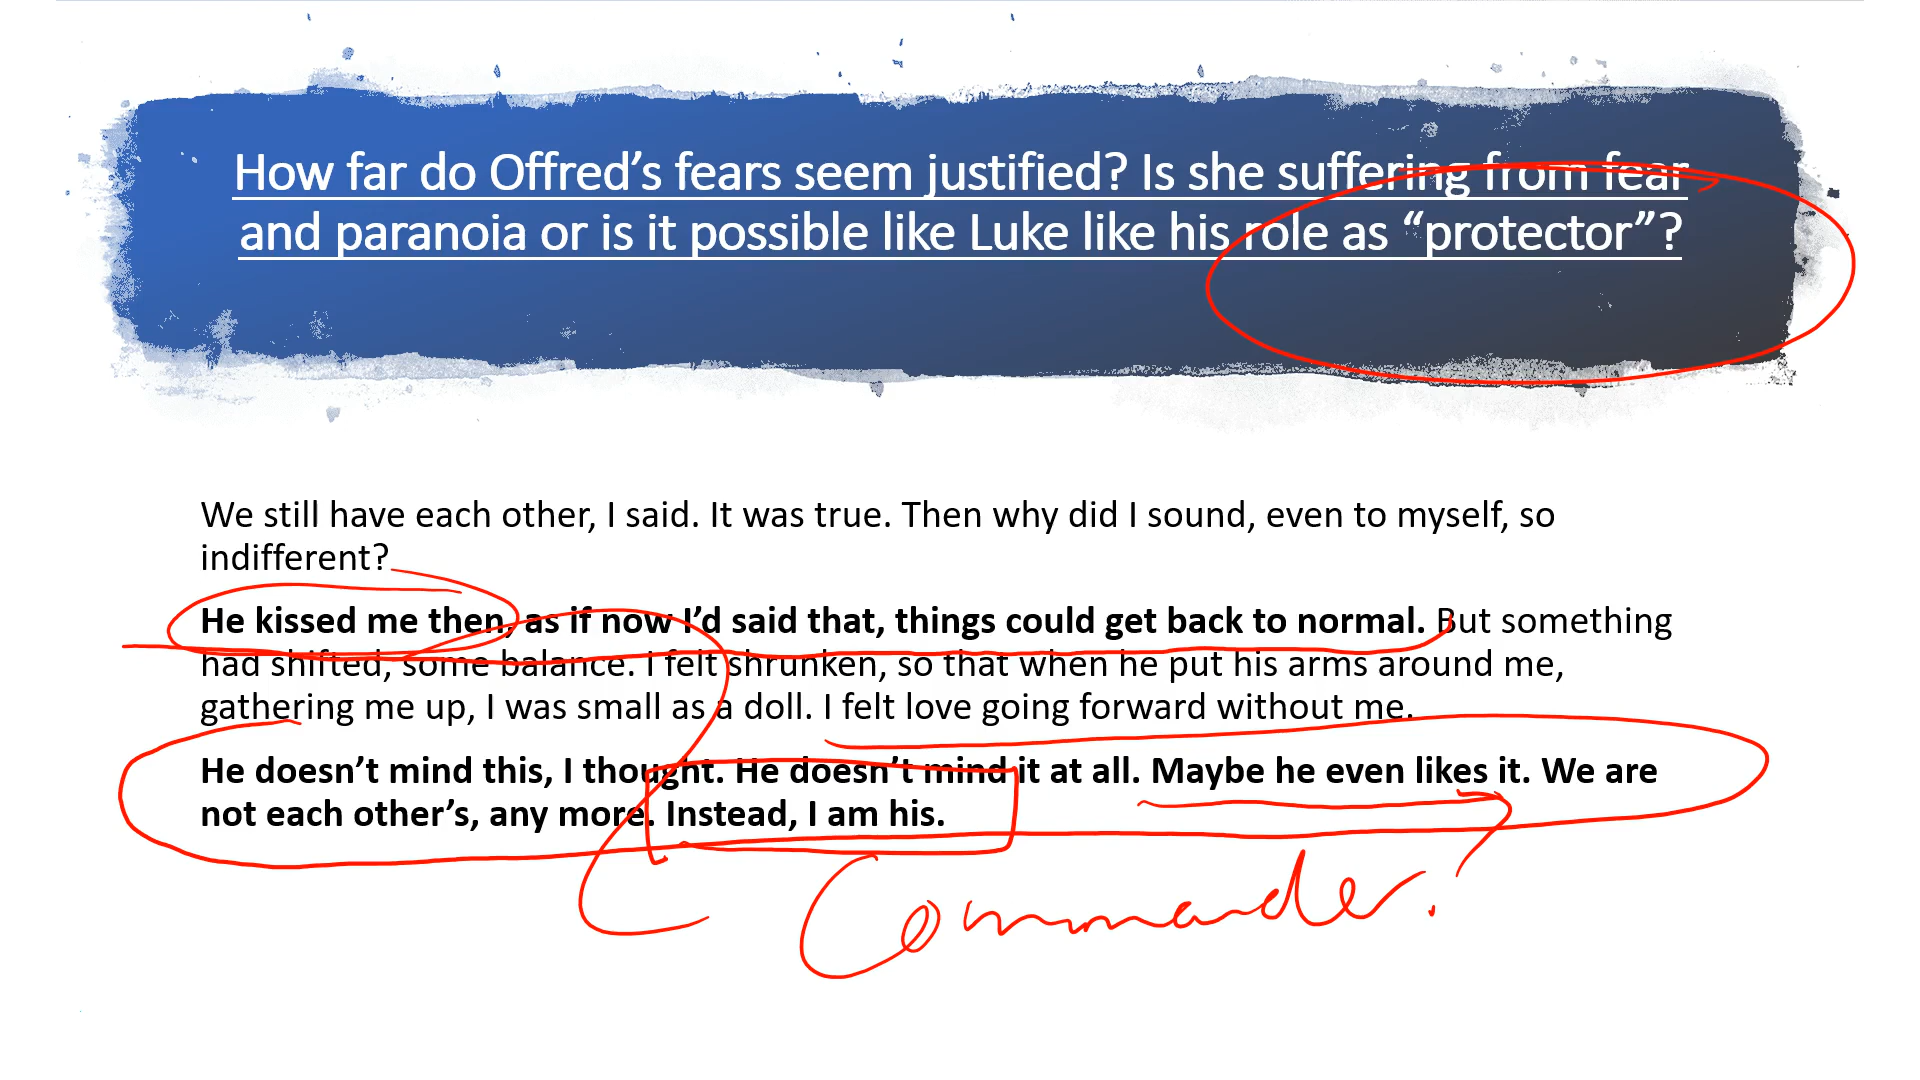 How far do Offred’s fears seem justified? Is she suffering from fear
and paranoia or is it possible like Luke like his role as “protector”?
We still have each other, I said. It was true. Then why did I sound, even to myself, so
indifferent?
He kissed me then, as if now I’d said that, things could get back to normal. But something
had shifted, some balance. I felt shrunken, so that when he put his arms around me,
gathering me up, I was small as a doll. I felt love going forward without me.
He doesn’t mind this, I thought. He doesn’t mind it at all. Maybe he even likes it. We are
not each other’s, any more. Instead, I am his.
Commander?